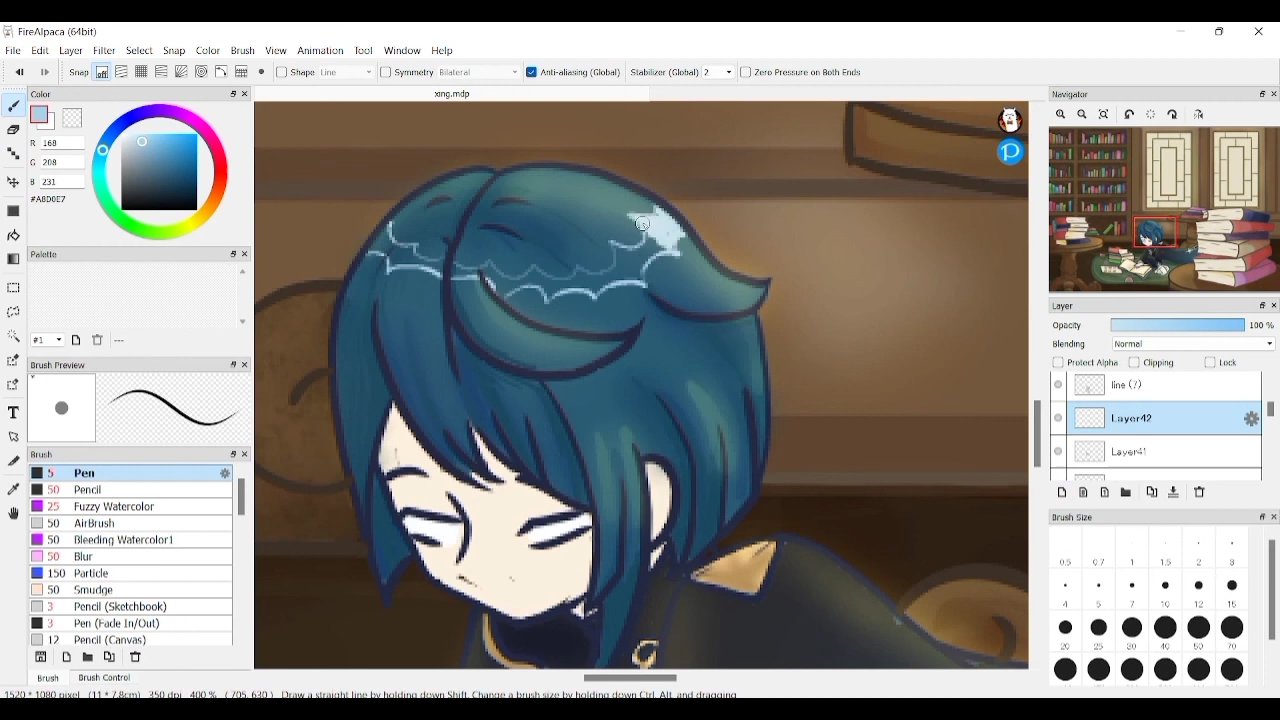 FireAlpaca (64bit)
File Edit Layer Filter Select Snap Color Brush View Animation Tool Window Help
Snap Shape Line Symmetry Bilateral Anti-aliasing (Global) Stabilizer (Global) 2 Zero Pressure on Both Ends
Color
xing.mdp
Navigator
R 168
G 208
B 231
#A8D0E7
Palette
#1 ---
Brush Preview
Brush
5 Pen
50 Pencil
25 Fuzzy Watercolor
50 AirBrush
50 Bleeding Watercolor1
50 Blur
150 Particle
50 Smudge
3 Pencil (Sketchbook)
3 Pen (Fade In/Out)
12 Pencil (Canvas)
Brush Brush Control
Layer
Opacity 100 %
Blending Normal
Protect Alpha Clipping Lock
line (7)
Layer42
Layer41
Brush Size
0.5 0.7 1 1.5 2 3
4 5 7 10 12 15
20 25 30 40 50 70
1520 * 1080 pixel (11 * 7.8cm) 350 dpi 400 % ( 705, 630 ) Draw a straight line by holding down Shift, Change a brush size by holding down Ctrl, Alt, and dragging